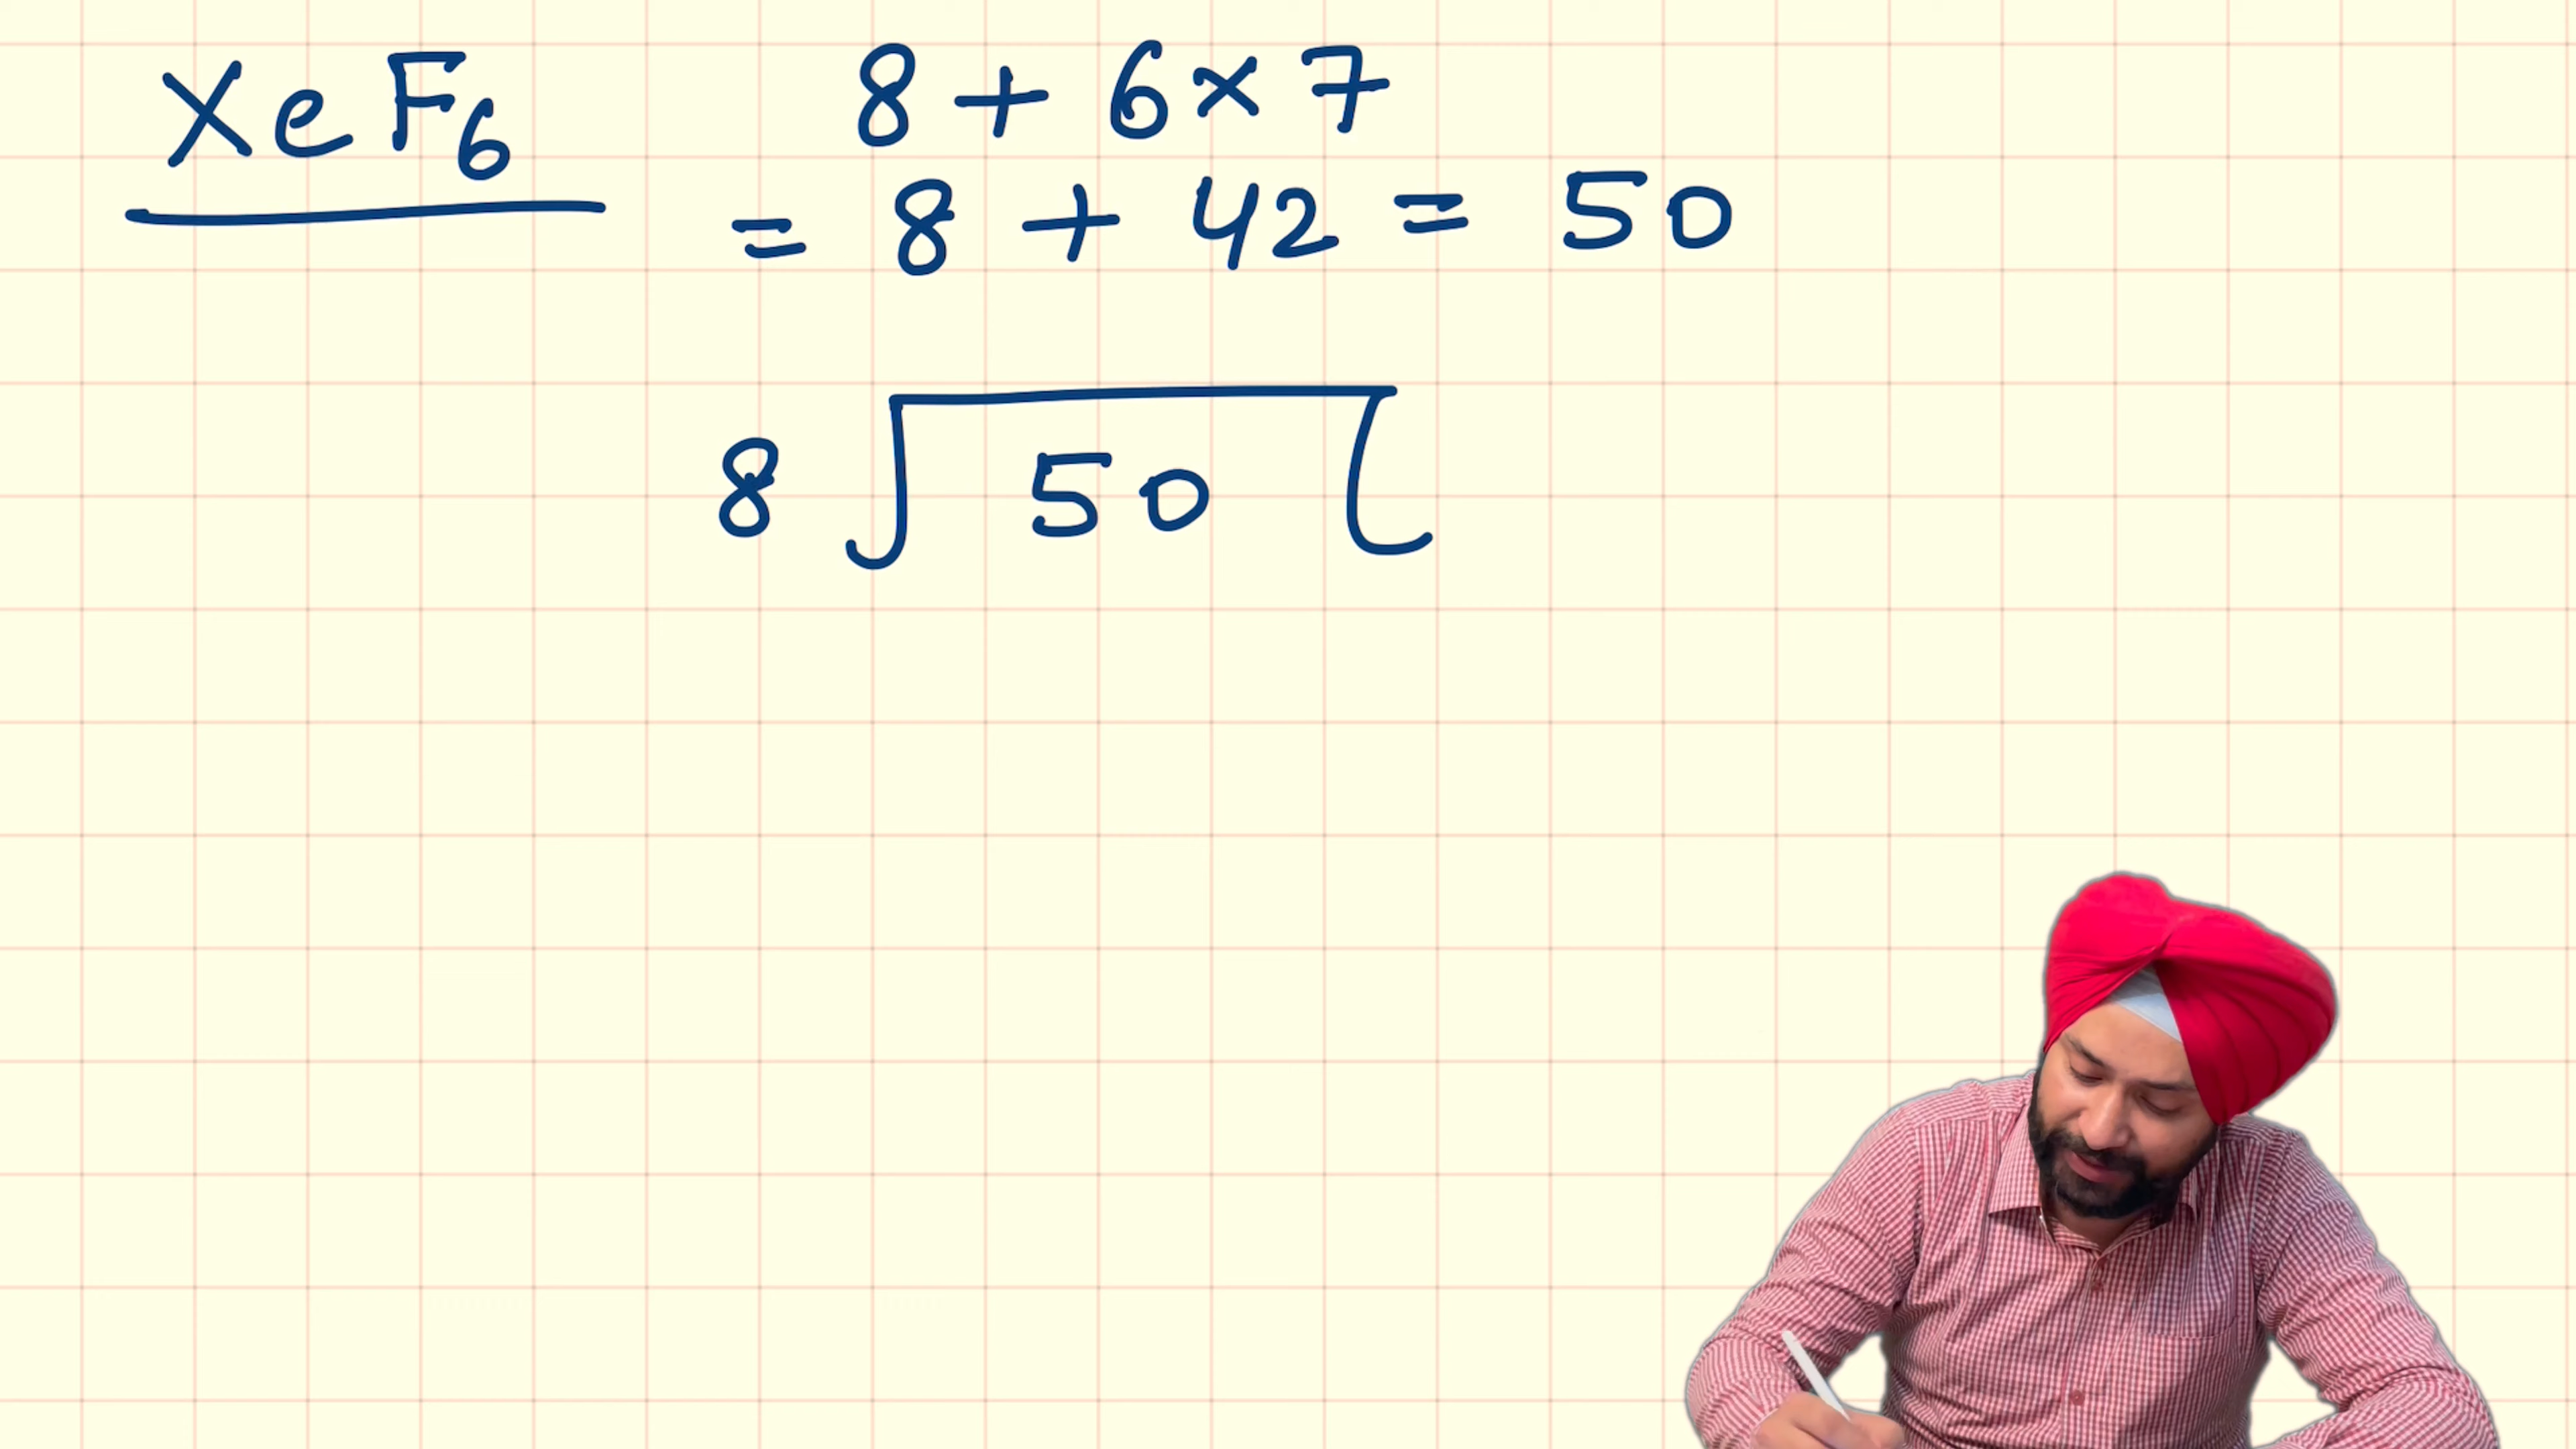 XeF₆
8 + 6 × 7
= 8 + 42 = 50
8 50